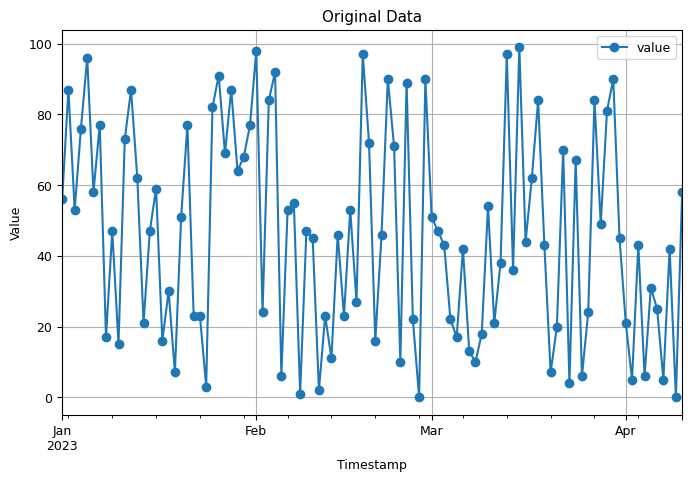 Original Data
value
100
80
60
40
20
0
Value
Jan Feb Mar Apr
2023
Timestamp